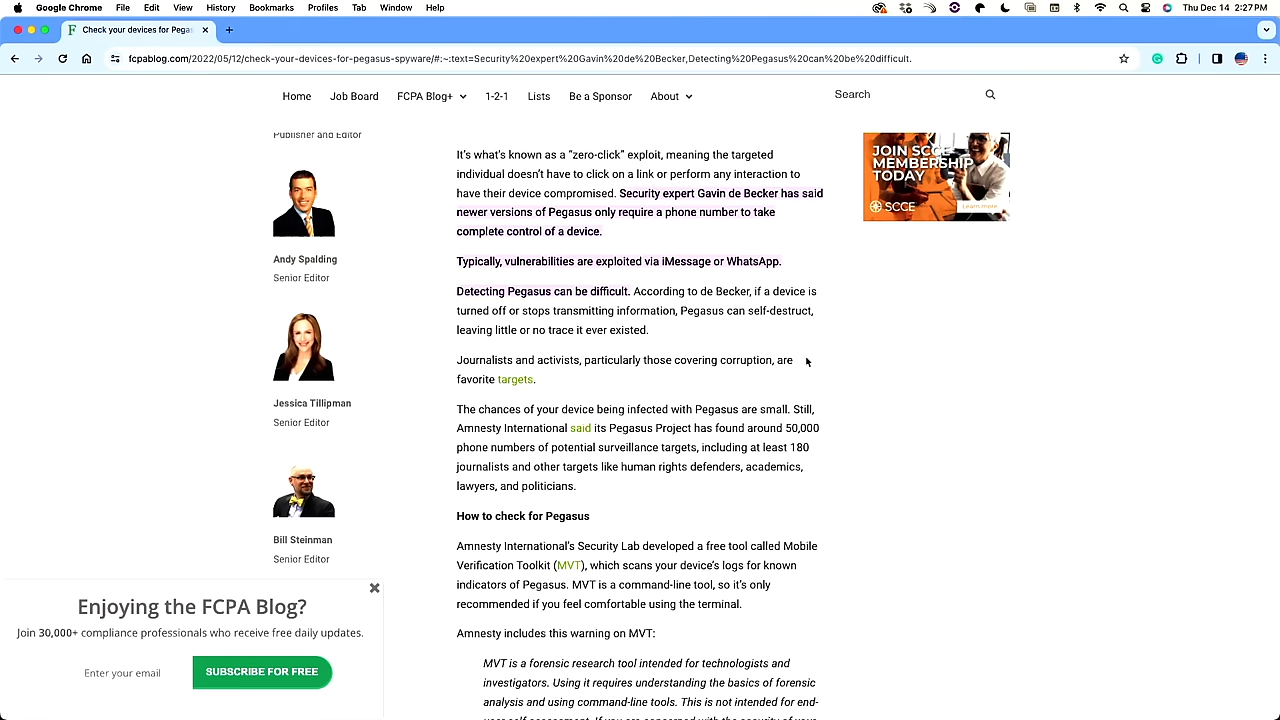 Google Chrome File Edit View History Bookmarks Profiles Tab Window Help Thu Dec 14 2:27 PM
F Check your devices for Pegas
fcpablog.com/2022/05/12/check-your-devices-for-pegasus-spyware/#:~:text=Security%20expert%20Gavin%20de%20Becker,Detecting%20Pegasus%20can%20be%20difficult.
Home Job Board FCPA Blog+ 1-2-1 Lists Be a Sponsor About Search
Publisher and Editor
Andy Spalding
Senior Editor
Jessica Tillipman
Senior Editor
Bill Steinman
Senior Editor
It's what's known as a “zero-click” exploit, meaning the targeted
individual doesn't have to click on a link or perform any interaction to
have their device compromised. Security expert Gavin de Becker has said
newer versions of Pegasus only require a phone number to take
complete control of a device.
Typically, vulnerabilities are exploited via iMessage or WhatsApp.
Detecting Pegasus can be difficult. According to de Becker, if a device is
turned off or stops transmitting information, Pegasus can self-destruct,
leaving little or no trace it ever existed.
Journalists and activists, particularly those covering corruption, are
favorite targets.
The chances of your device being infected with Pegasus are small. Still,
Amnesty International said its Pegasus Project has found around 50,000
phone numbers of potential surveillance targets, including at least 180
journalists and other targets like human rights defenders, academics,
lawyers, and politicians.
How to check for Pegasus
Amnesty International's Security Lab developed a free tool called Mobile
Verification Toolkit (MVT), which scans your device's logs for known
indicators of Pegasus. MVT is a command-line tool, so it's only
recommended if you feel comfortable using the terminal.
Amnesty includes this warning on MVT:
MVT is a forensic research tool intended for technologists and
investigators. Using it requires understanding the basics of forensic
analysis and using command-line tools. This is not intended for end-
JOIN SCCE
MEMBERSHIP
TODAY
SCCE
Learn more
Enjoying the FCPA Blog?
Join 30,000+ compliance professionals who receive free daily updates.
Enter your email
SUBSCRIBE FOR FREE